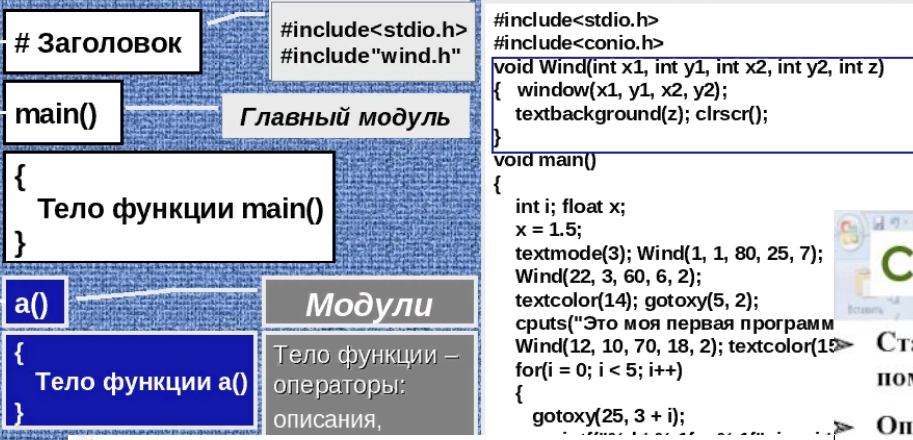 # Заголовок
#include<stdio.h>
#include"wind.h"
main()
Главный модуль
{
Тело функции main()
}
a()
Модули
{
Тело функции a()
}
Тело функции –
операторы:
описания,
#include<stdio.h>
#include<conio.h>
void Wind(int x1, int y1, int x2, int y2, int z)
{ window(x1, y1, x2, y2);
textbackground(z); clrscr();
}
void main()
{
int i; float x;
x = 1.5;
textmode(3); Wind(1, 1, 80, 25, 7);
Wind(22, 3, 60, 6, 2);
textcolor(14); gotoxy(5, 2);
cputs("Это моя первая программ
Wind(12, 10, 70, 18, 2); textcolor(15
for(i = 0; i < 5; i++)
{
gotoxy(25, 3 + i);
Вставить
➢ Ста
пом
➢ Оп